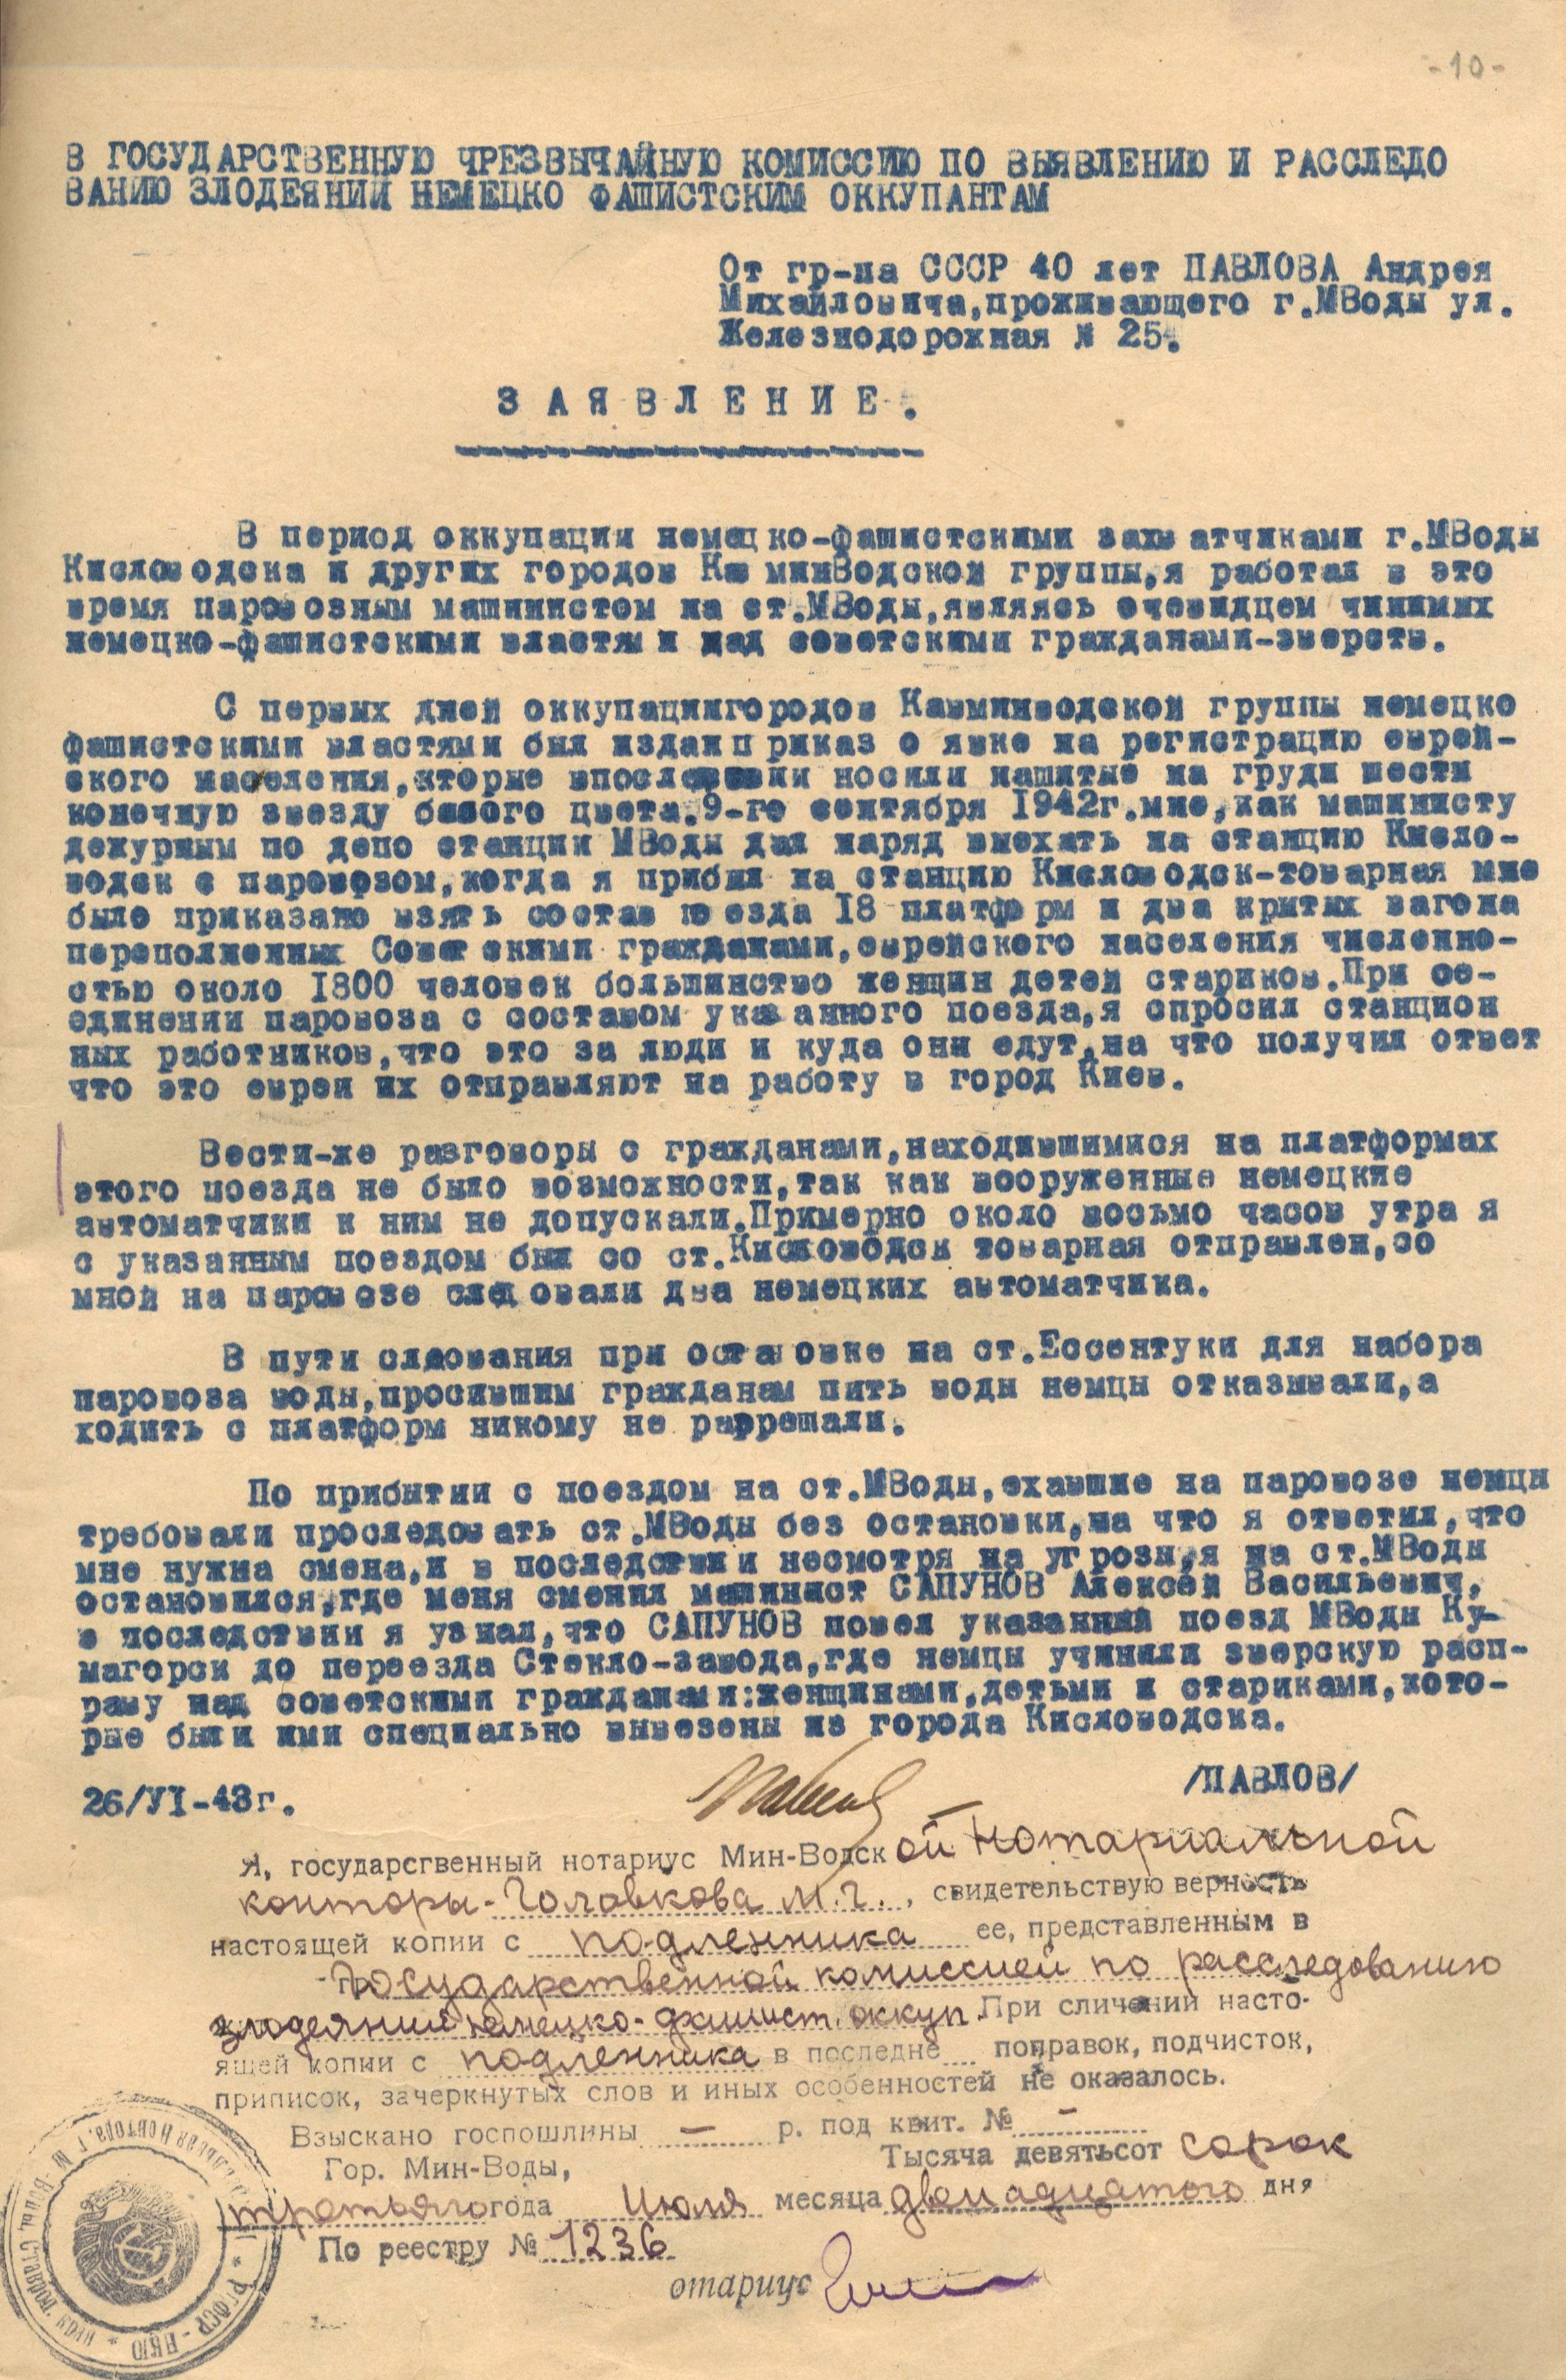 -10-
В ГОСУДАРСТВЕННУЮ ЧРЕЗВЫЧАЙНУЮ КОМИССИЮ ПО ВЫЯВЛЕНИЮ И РАССЛЕДО
ВАНИЮ ЗЛОДЕЯНИЙ НЕМЕЦКО ФАШИСТСКИМ ОККУПАНТАМ
От гр-на СССР 40 лет ПАВЛОВА Андрея
Михайловича,проживающего г.МВоды ул.
Железнодорожная № 25.
ЗАЯВЛЕНИЕ.
В период оккупации немецко-фашистскими захватчиками г.МВоды
Кисловодска и других городов КавминВодской группы,я работал в это
время паровозным машинистом на ст.МВоды,являясь очевидцем чинимых
немецко-фашистскими властями над советскими гражданами-зверств.
С первых дней оккупациигородов Кавминводской группы немецко
фашистскими властями был издан приказ о явке на регистрацию еврей-
ского населения,кторые впоследствии носили нашитые на груди шести
конечную звезду белого цвета.9-го сентября 1942г.мне,как машинисту
дежурным по депо станции МВоды дан наряд выехать на станцию Кисло-
водск с паровозом,когда я прибыл на станцию Кисловодск-товарная мне
было приказано взять состав поезда 18 платформ и два крытых вагона
переполненных Советскими гражданами,еврейского населения численно-
стью около 1800 человек большинство женщин детей стариков.При со-
единении паровоза с составом указанного поезда,я спросил станцион
ных работников,что это за люди и куда они едут,на что получил ответ
что это евреи их отправляют на работу в город Киев.
Вести-же разговоры с гражданами,находившимися на платформах
этого поезда не было возможности,так как вооруженные немецкие
автоматчики к ним не допускали.Примерно около восьмо часов утра я
с указанным поездом был со ст.Кисловодск товарная отправлен,со
мной на паровозе следовали два немецких автоматчика.
В пути следования при остановке на ст.Ессентуки для набора
паровоза воды,просившим гражданам пить воды немцы отказывали,а
ходить с платформ никому не разрешали.
По прибытии с поездом на ст.МВоды,ехавшие на паровозе немцы
требовали проследовать ст.МВоды без остановки,на что я ответил,что
мне нужна смена,и в последствии несмотря на угрозы,я на ст.МВоды
остановился,где меня сменил машинист САПУНОВ Алексей Васильевич,
в последствии я узнал,что САПУНОВ повел указанный поезд МВоды Ку-
магорск до переезда Стекло-завода,где немцы учинили зверскую расп-
раву над советскими гражданами:женщинами,детьми и стариками,кото-
рые были ими специально вывезены из города Кисловодска.
26/VI-43г.
/ПАВЛОВ/
Я, государственный нотариус Мин-Водской Нотариальной
конторы-Головкова М.Г., свидетельствую верность
настоящей копии с подленника ее, представленным в
Государственной комиссией по расследованию
злодеяний немецко-фашист. оккуп. При сличении насто-
ящей копии с подленника в последне поправок, подчисток,
приписок, зачеркнутых слов и иных особенностей не оказалось.
Взыскано госпошлины — р. под квит. № —
Гор. Мин-Воды, Тысяча девятьсот сорок
третьего года Июля месяца двенадцатого дня
По реестру № 1236
отариус